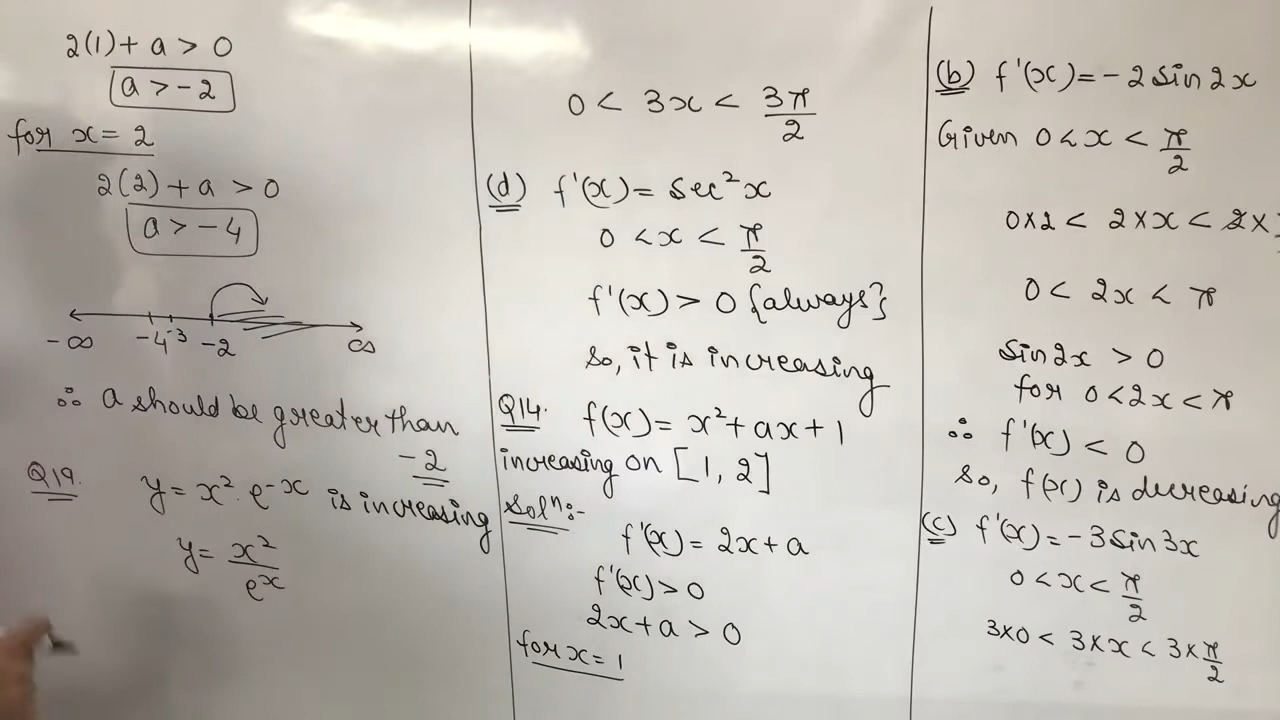 2(1) + a > 0
a > -2
for x = 2
2(2) + a > 0
a > -4
-∞ -4 -3 -2 ∞
∴ a should be greater than
-2
Q19. y = x². e⁻ˣ is increasing
y = x²/eˣ
0 < 3x < 3π/2
(d) f'(x) = sec²x
0 < x < π/2
f'(x) > 0 {always}
so, it is increasing
Q14. f(x) = x² + ax + 1
increasing on [1, 2]
Solⁿ:-
f'(x) = 2x + a
f'(x) > 0
2x + a > 0
for x = 1
(b) f'(x) = -2 sin 2x
Given 0 < x < π/2
0×2 < 2×x < 2×
0 < 2x < π
Sin2x > 0
for 0 < 2x < π
∴ f'(x) < 0
so, f(x) is decreasing
(c) f'(x) = -3 sin 3x
0 < x < π/2
3×0 < 3×x < 3×π/2